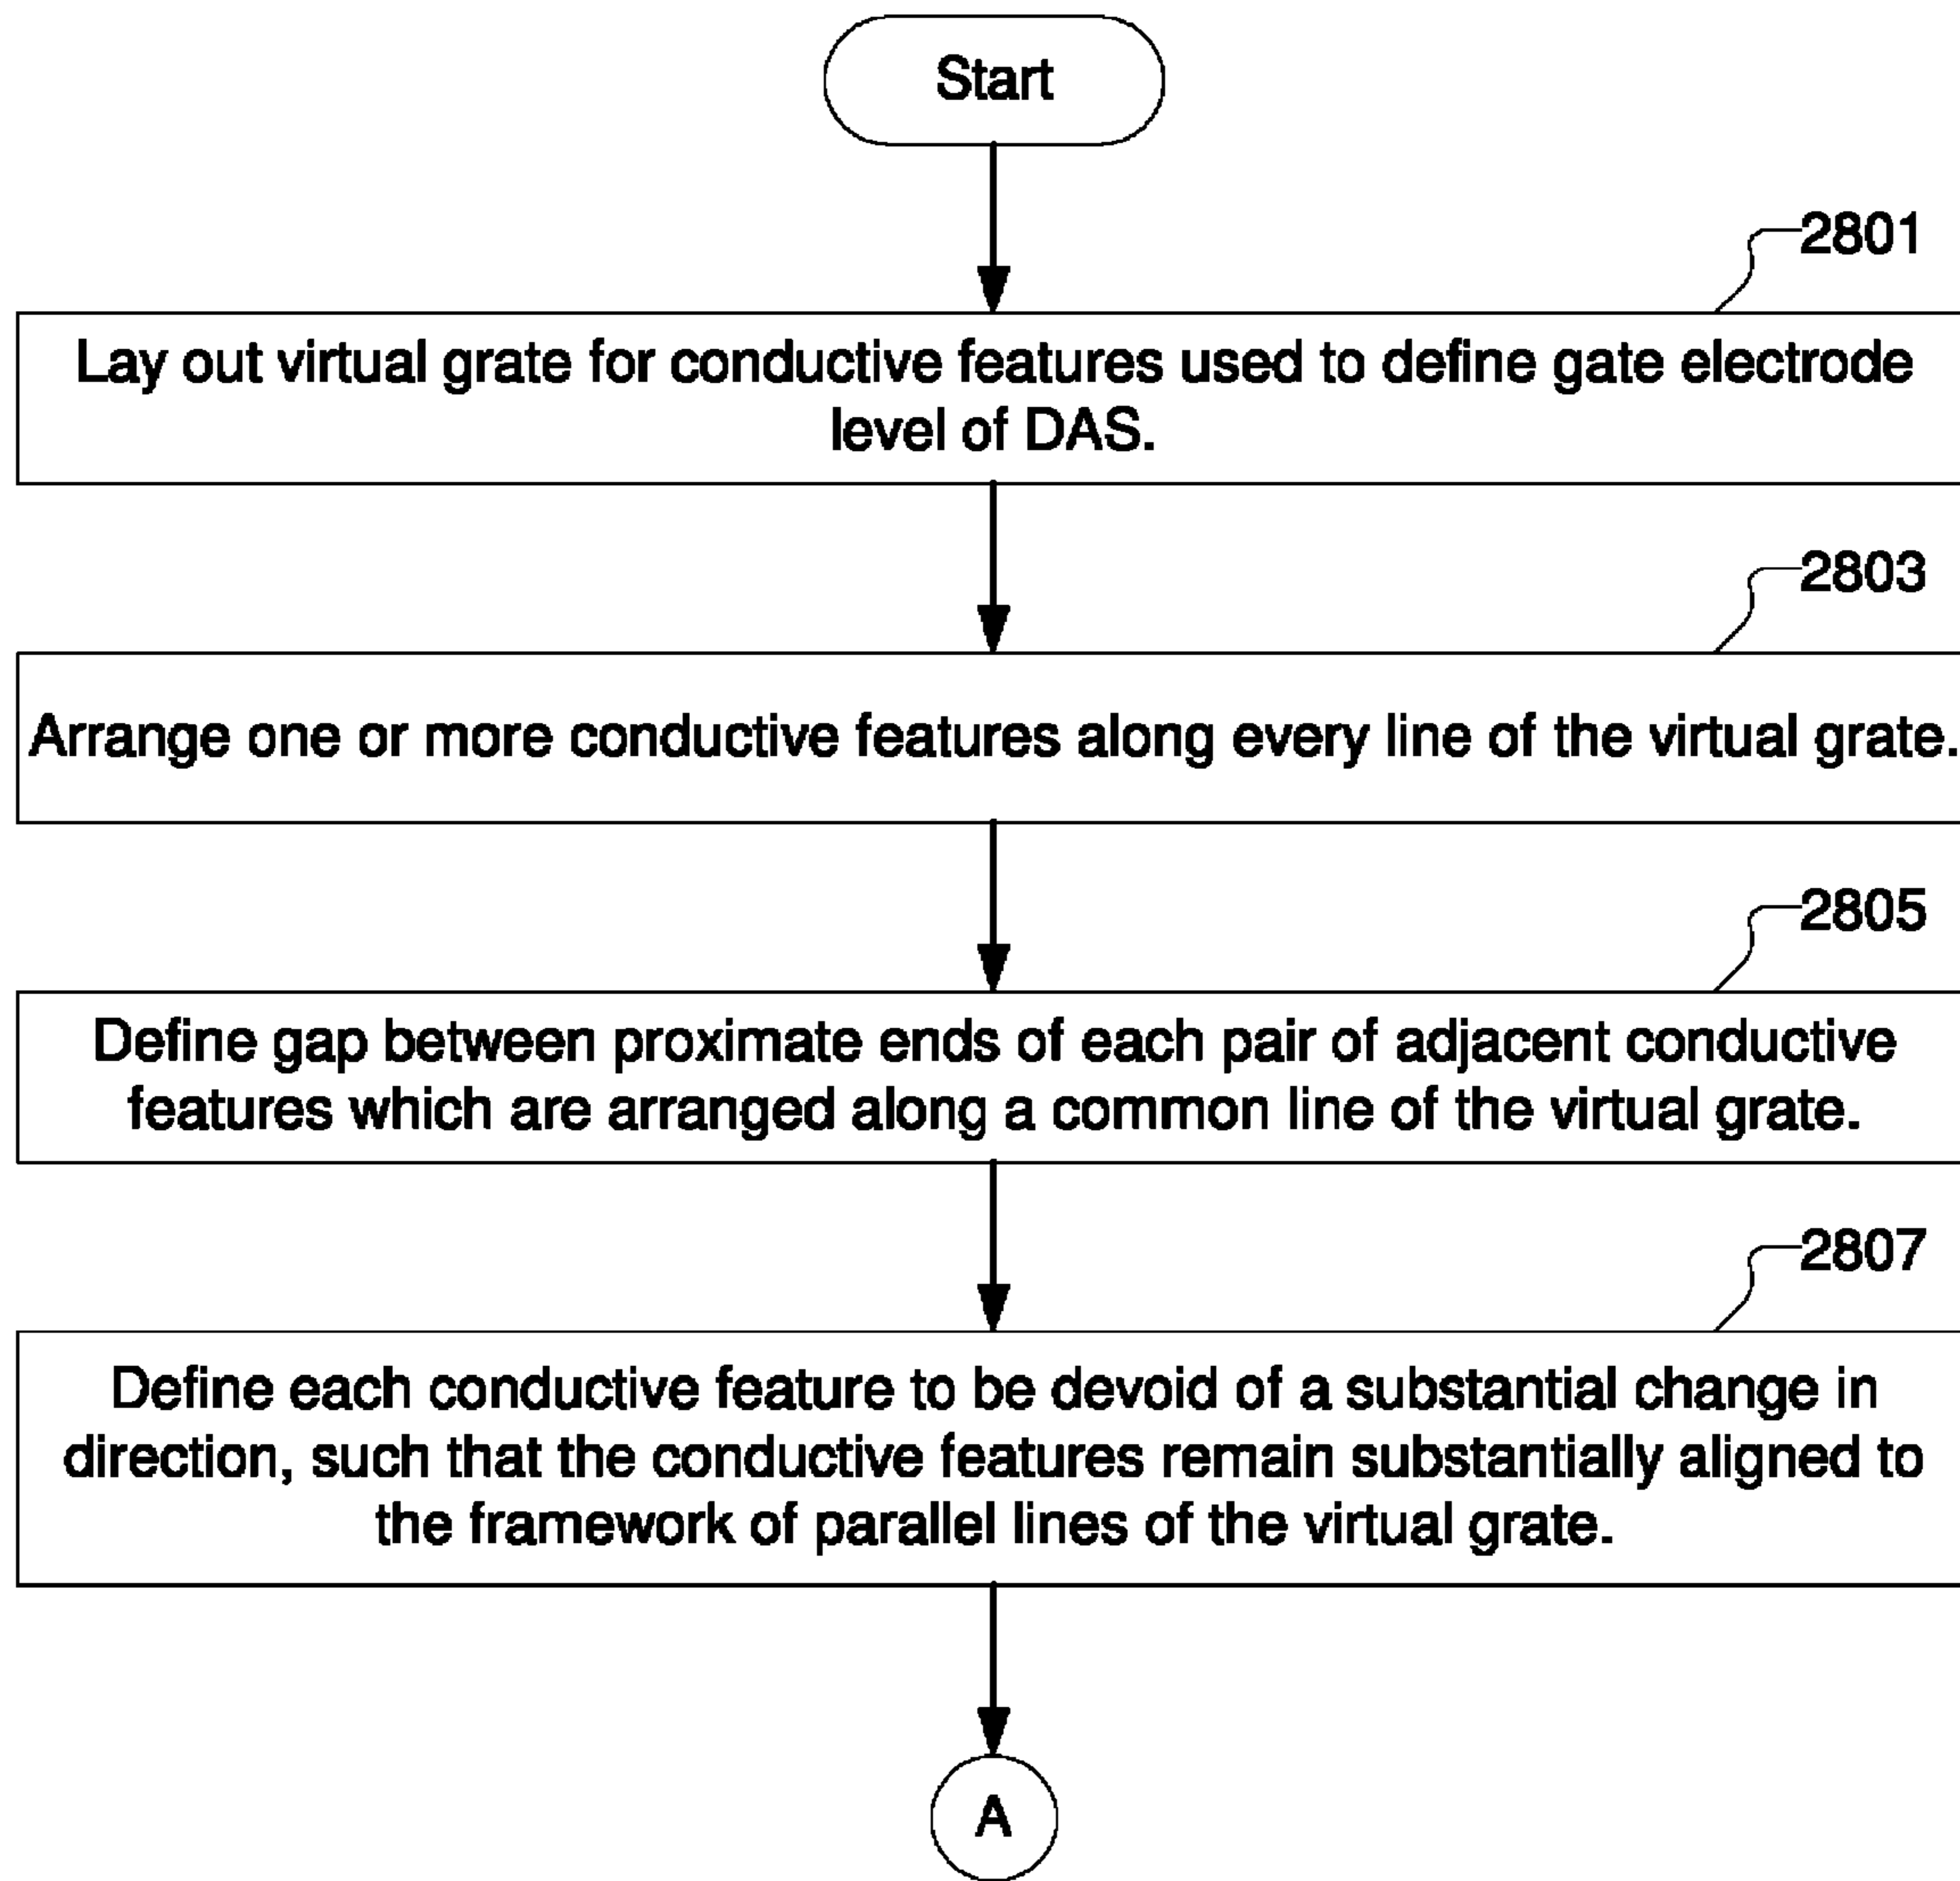 Start
2801
Lay out virtual grate for conductive features used to define gate electrode
level of DAS.
2803
Arrange one or more conductive features along every line of the virtual grate.
2805
Define gap between proximate ends of each pair of adjacent conductive
features which are arranged along a common line of the virtual grate.
2807
Define each conductive feature to be devoid of a substantial change in
direction, such that the conductive features remain substantially aligned to
the framework of parallel lines of the virtual grate.
A